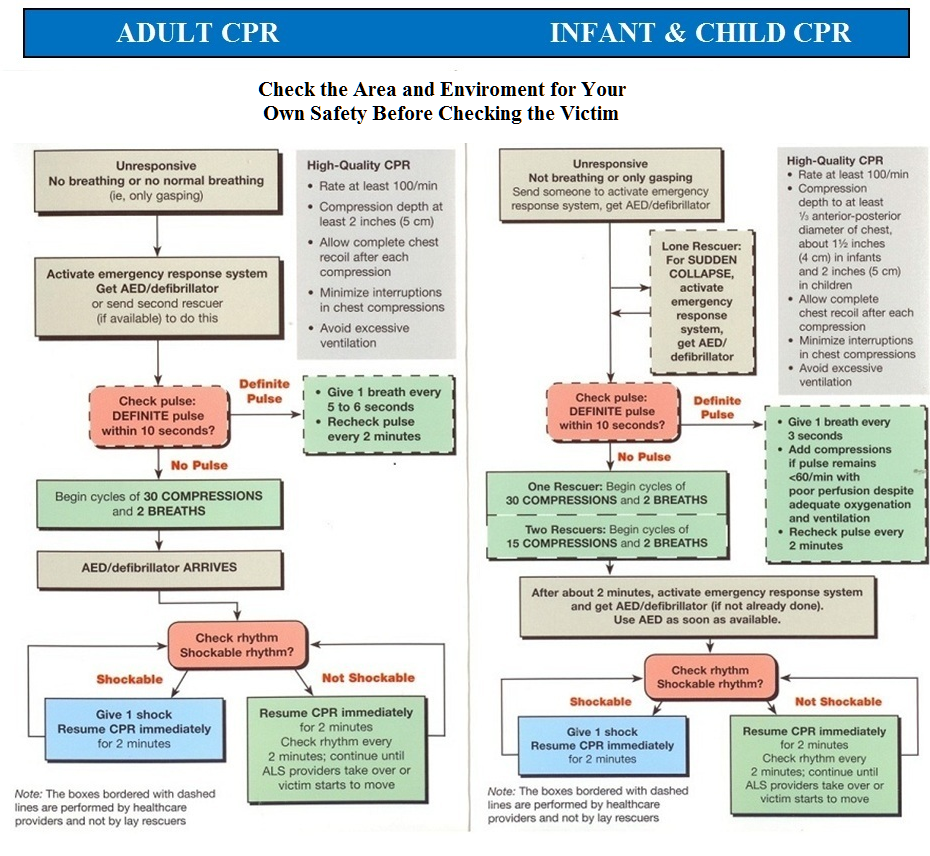 ADULT CPR
INFANT & CHILD CPR
Check the Area and Enviroment for Your
Own Safety Before Checking the Victim
Unresponsive
No breathing or no normal breathing
(ie, only gasping)
High-Quality CPR
• Rate at least 100/min
• Compression depth at
least 2 inches (5 cm)
• Allow complete chest
recoil after each
compression
• Minimize interruptions
in chest compressions
• Avoid excessive
ventilation
Activate emergency response system
Get AED/defibrillator
or send second rescuer
(if available) to do this
Check pulse:
DEFINITE pulse
within 10 seconds?
Definite
Pulse
• Give 1 breath every
5 to 6 seconds
• Recheck pulse
every 2 minutes
No Pulse
Begin cycles of 30 COMPRESSIONS
and 2 BREATHS
AED/defibrillator ARRIVES
Check rhythm
Shockable rhythm?
Shockable
Not Shockable
Give 1 shock
Resume CPR immediately
for 2 minutes
Resume CPR immediately
for 2 minutes
Check rhythm every
2 minutes; continue until
ALS providers take over or
victim starts to move
Note: The boxes bordered with dashed
lines are performed by healthcare
providers and not by lay rescuers
Unresponsive
Not breathing or only gasping
Send someone to activate emergency
response system, get AED/defibrillator
High-Quality CPR
• Rate at least 100/min
• Compression
depth to at least
⅓ anterior-posterior
diameter of chest,
about 1½ inches
(4 cm) in infants
and 2 inches (5 cm)
in children
• Allow complete
chest recoil after each
compression
• Minimize interruptions
in chest compressions
• Avoid excessive
ventilation
Lone Rescuer:
For SUDDEN
COLLAPSE,
activate
emergency
response
system,
get AED/
defibrillator
Check pulse:
DEFINITE pulse
within 10 seconds?
Definite
Pulse
• Give 1 breath every
3 seconds
• Add compressions
if pulse remains
<60/min with
poor perfusion despite
adequate oxygenation
and ventilation
• Recheck pulse every
2 minutes
No Pulse
One Rescuer: Begin cycles of
30 COMPRESSIONS and 2 BREATHS
Two Rescuers: Begin cycles of
15 COMPRESSIONS and 2 BREATHS
After about 2 minutes, activate emergency response system
and get AED/defibrillator (if not already done).
Use AED as soon as available.
Check rhythm
Shockable rhythm?
Shockable
Not Shockable
Give 1 shock
Resume CPR immediately
for 2 minutes
Resume CPR immediately
for 2 minutes
Check rhythm every
2 minutes; continue until
ALS providers take over or
victim starts to move
Note: The boxes bordered with dashed
lines are performed by healthcare
providers and not by lay rescuers